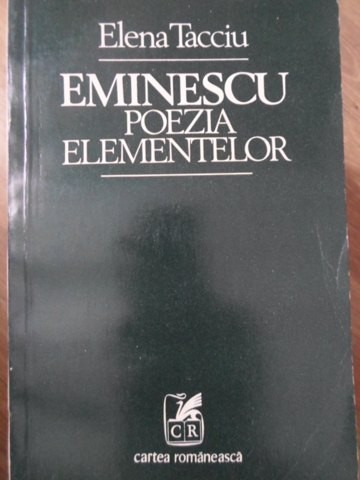 Elena Tacciu
EMINESCU
POEZIA
ELEMENTELOR
CR
cartea românească